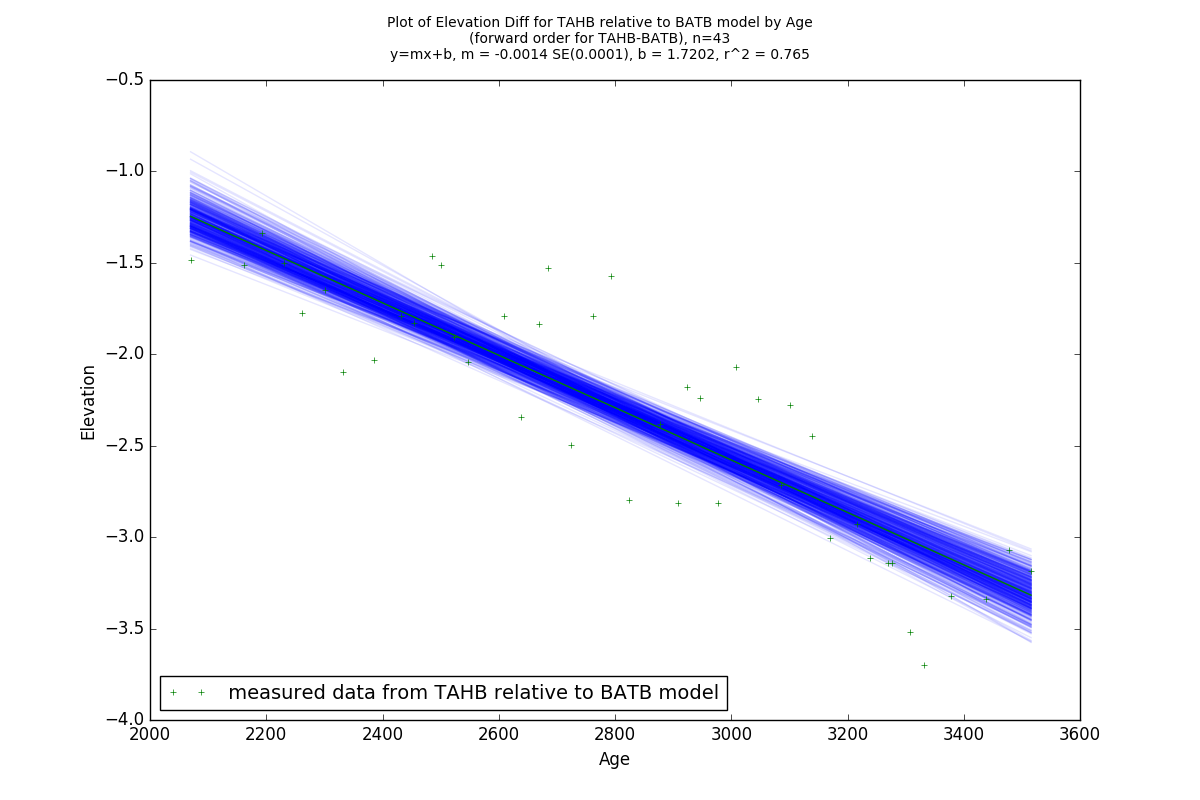 Plot of Elevation Diff for TAHB relative to BATB model by Age
(forward order for TAHB-BATB), n=43
y=mx+b, m = -0.0014 SE(0.0001), b = 1.7202, r^2 = 0.765
−0.5
−1.0
−1.5
−2.0
−2.5
−3.0
−3.5
−4.0
Elevation
measured data from TAHB relative to BATB model
2000 2200 2400 2600 2800 3000 3200 3400 3600
Age